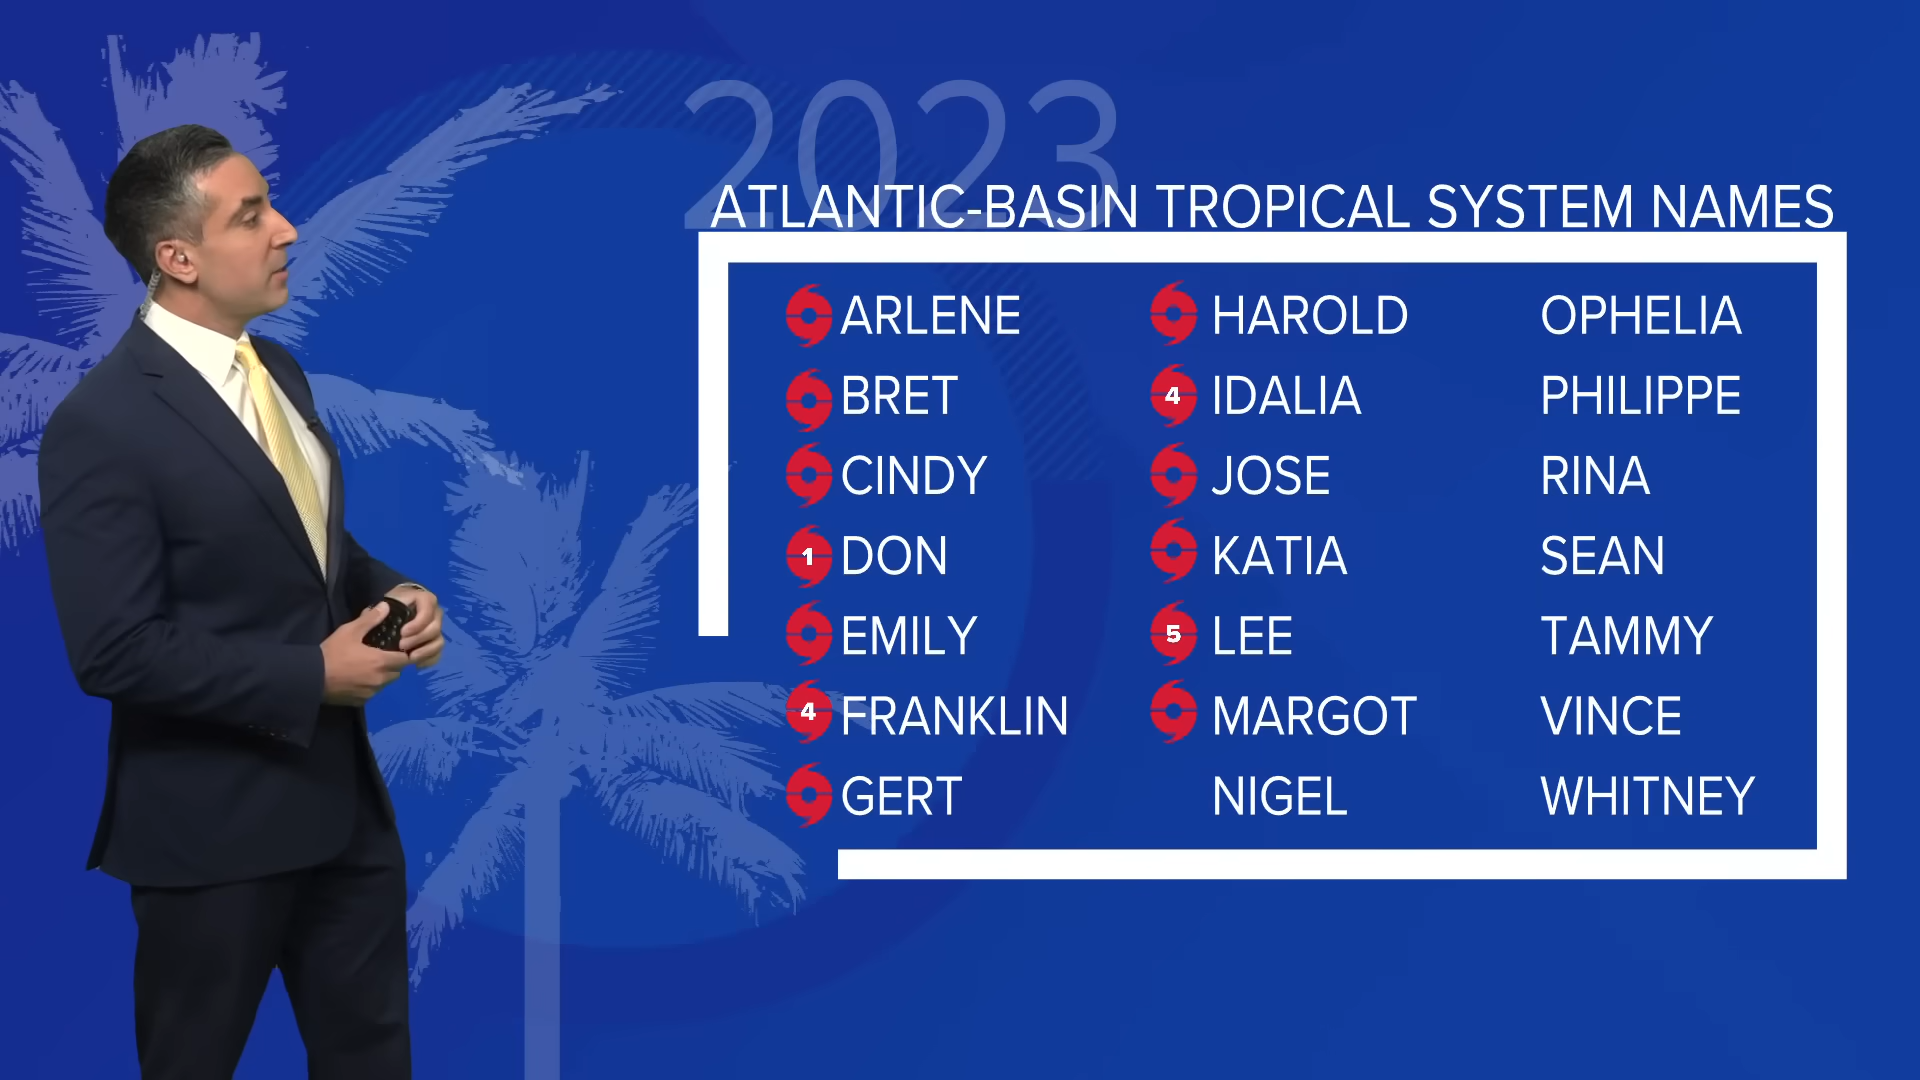 2023
ATLANTIC-BASIN TROPICAL SYSTEM NAMES
ARLENE
BRET
CINDY
1 DON
EMILY
4 FRANKLIN
GERT
HAROLD
4 IDALIA
JOSE
KATIA
5 LEE
MARGOT
NIGEL
OPHELIA
PHILIPPE
RINA
SEAN
TAMMY
VINCE
WHITNEY